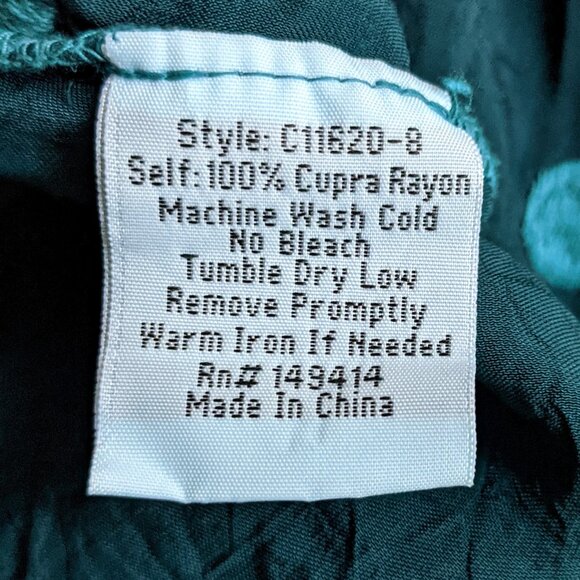 Style: C11620-8
Self: 100% Cupra Rayon
Machine Wash Cold
No Bleach
Tumble Dry Low
Remove Promptly
Warm Iron If Needed
Rn# 149414
Made In China